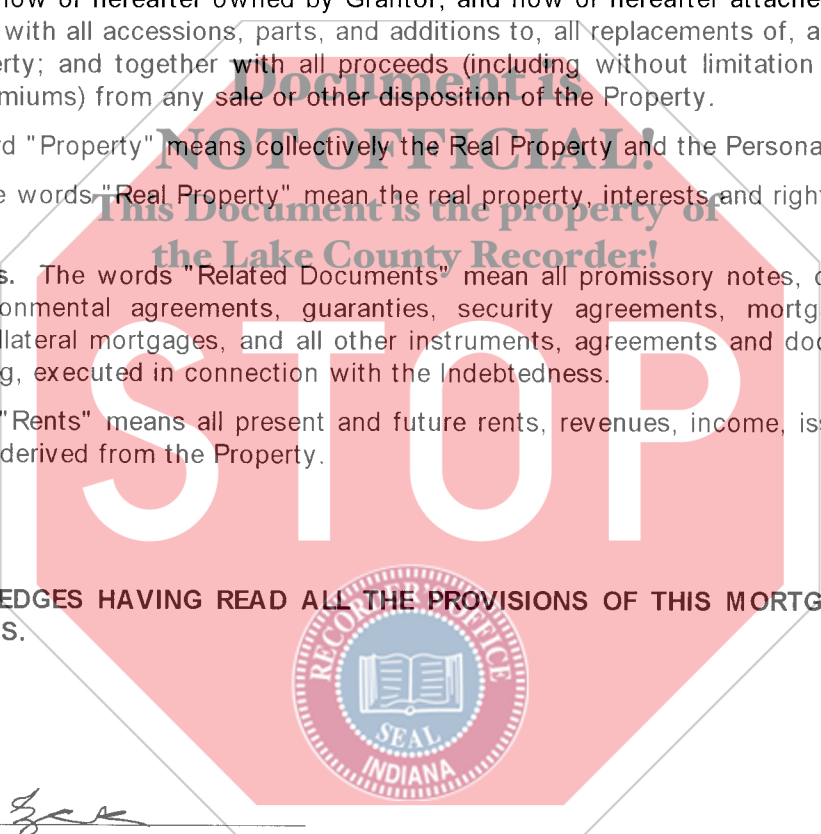 now or hereafter owned by Grantor, and now or hereafter attache
with all accessions, parts, and additions to, all replacements of, a
erty; and together with all proceeds (including without limitation
miums) from any sale or other disposition of the Property.
Document is
rd "Property" means collectively the Real Property and the Persona
NOT OFFICIAL!
e words "Real Property" mean the real property, interests and right
This Document is the property of
the Lake County Recorder!
s. The words "Related Documents" mean all promissory notes, c
onmental agreements, guaranties, security agreements, mortg
llateral mortgages, and all other instruments, agreements and doc
g, executed in connection with the Indebtedness.
"Rents" means all present and future rents, revenues, income, is
derived from the Property.
STOP
EDGES HAVING READ ALL THE PROVISIONS OF THIS MORTG
S.
RECORDER'S OFFICE
SEAL
INDIANA